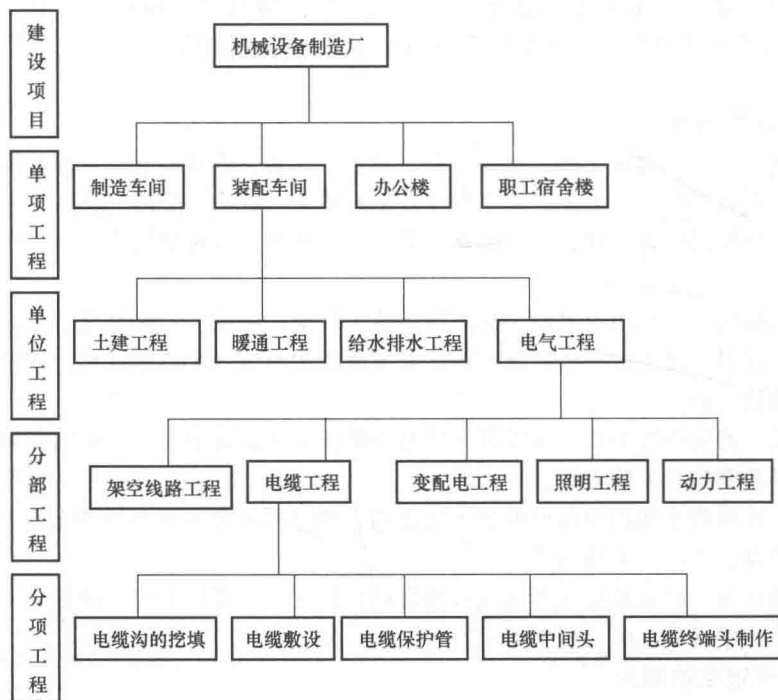 建设项目
机械设备制造厂
单项工程
制造车间
装配车间
办公楼
职工宿舍楼
单位工程
土建工程
暖通工程
给水排水工程
电气工程
分部工程
架空线路工程
电缆工程
变配电工程
照明工程
动力工程
分项工程
电缆沟的挖填
电缆敷设
电缆保护管
电缆中间头
电缆终端头制作